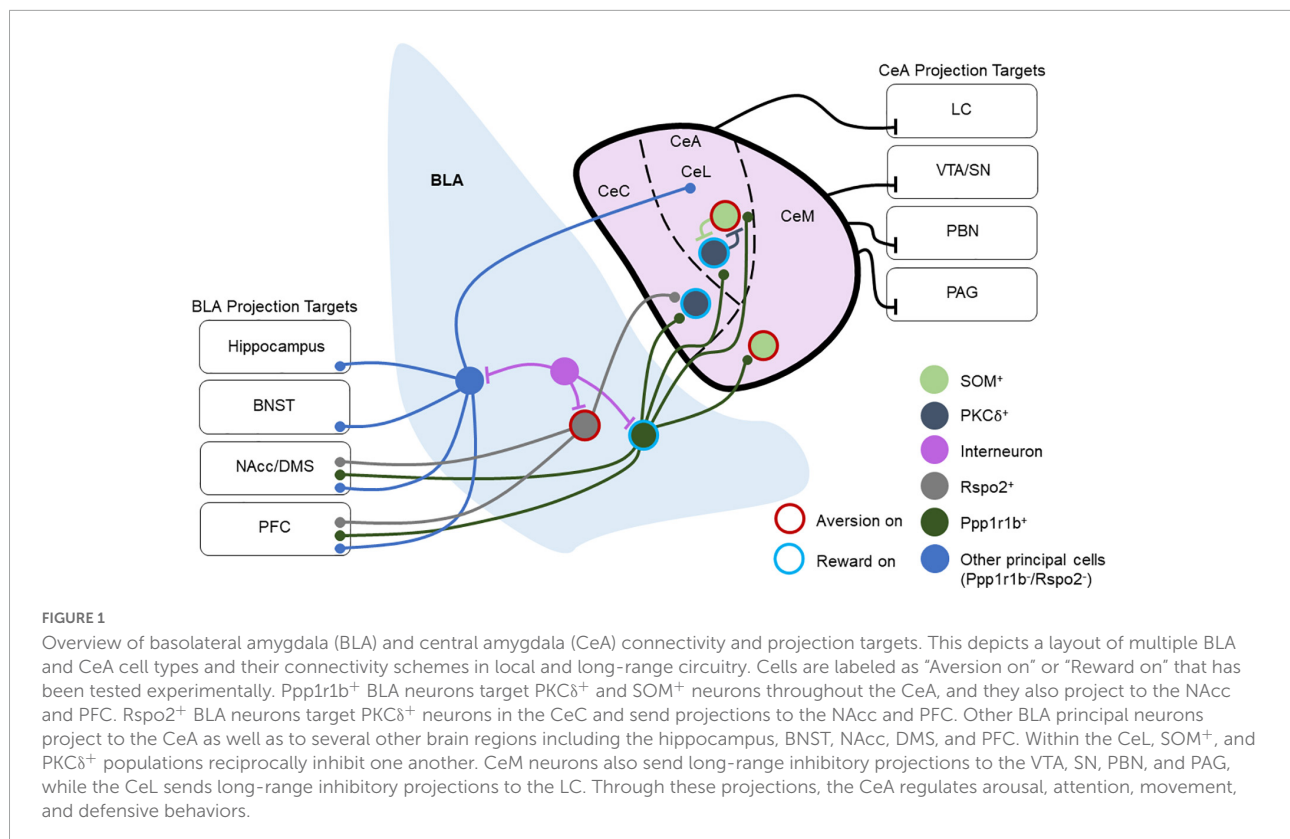 CeA Projection Targets
LC
VTA/SN
PBN
PAG
CeA
CeL
CeC
CeM
BLA
BLA Projection Targets
Hippocampus
BNST
NAcc/DMS
PFC
SOM⁺
PKCδ⁺
Interneuron
Rspo2⁺
Ppp1r1b⁺
Other principal cells
(Ppp1r1b⁻/Rspo2⁻)
Aversion on
Reward on
FIGURE 1
Overview of basolateral amygdala (BLA) and central amygdala (CeA) connectivity and projection targets. This depicts a layout of multiple BLA
and CeA cell types and their connectivity schemes in local and long-range circuitry. Cells are labeled as “Aversion on” or “Reward on” that has
been tested experimentally. Ppp1r1b⁺ BLA neurons target PKCδ⁺ and SOM⁺ neurons throughout the CeA, and they also project to the NAcc
and PFC. Rspo2⁺ BLA neurons target PKCδ⁺ neurons in the CeC and send projections to the NAcc and PFC. Other BLA principal neurons
project to the CeA as well as to several other brain regions including the hippocampus, BNST, NAcc, DMS, and PFC. Within the CeL, SOM⁺, and
PKCδ⁺ populations reciprocally inhibit one another. CeM neurons also send long-range inhibitory projections to the VTA, SN, PBN, and PAG,
while the CeL sends long-range inhibitory projections to the LC. Through these projections, the CeA regulates arousal, attention, movement,
and defensive behaviors.